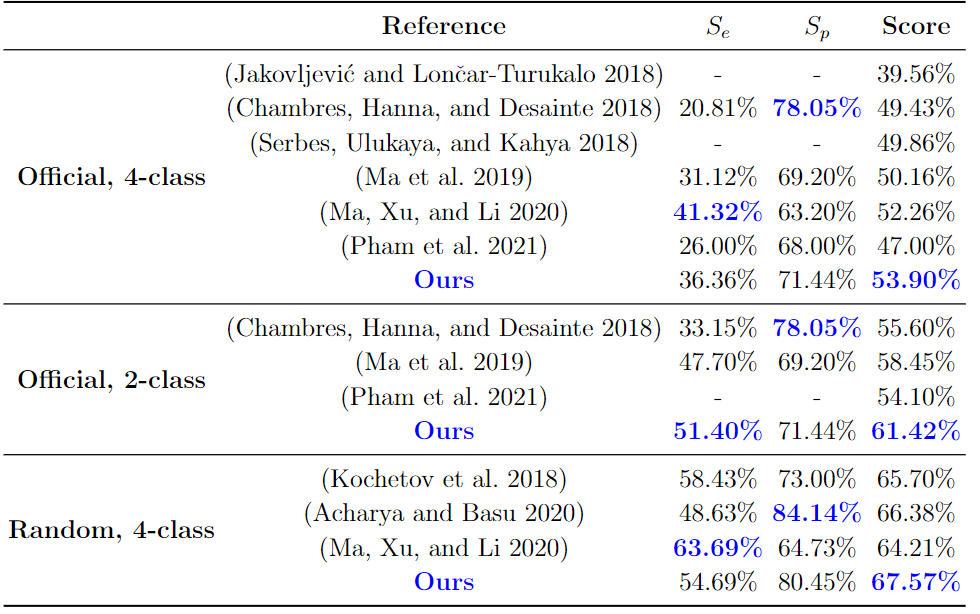 Reference Se Sp Score
(Jakovljević and Lončar-Turukalo 2018) - - 39.56%
(Chambres, Hanna, and Desainte 2018) 20.81% 78.05% 49.43%
(Serbes, Ulukaya, and Kahya 2018) - - 49.86%
Official, 4-class (Ma et al. 2019) 31.12% 69.20% 50.16%
(Ma, Xu, and Li 2020) 41.32% 63.20% 52.26%
(Pham et al. 2021) 26.00% 68.00% 47.00%
Ours 36.36% 71.44% 53.90%
(Chambres, Hanna, and Desainte 2018) 33.15% 78.05% 55.60%
(Ma et al. 2019) 47.70% 69.20% 58.45%
Official, 2-class
(Pham et al. 2021) - - 54.10%
Ours 51.40% 71.44% 61.42%
(Kochetov et al. 2018) 58.43% 73.00% 65.70%
(Acharya and Basu 2020) 48.63% 84.14% 66.38%
Random, 4-class
(Ma, Xu, and Li 2020) 63.69% 64.73% 64.21%
Ours 54.69% 80.45% 67.57%